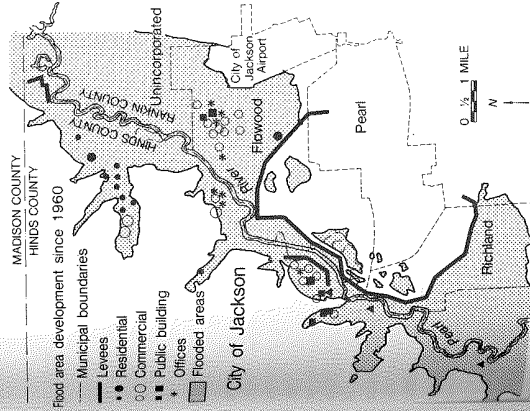 MADISON COUNTY
HINDS COUNTY
Food area development since 1960
Municipal boundaries
Levees
Residential
Commercial
Public building
Offices
Flooded areas
City of Jackson
HINDS COUNTY
RANKIN COUNTY
Unincorporated
City of
Jackson
Airport
River
Flowood
Pearl
Richland
Pearl
0 ½ 1 MILE
N